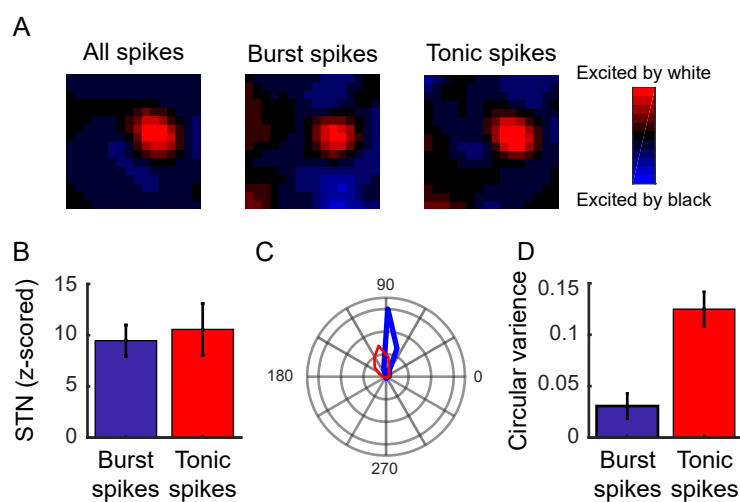 A
All spikes
Burst spikes
Tonic spikes
Excited by white
Excited by black
B
STN (z-scored)
15
10
5
0
Burst
spikes
Tonic
spikes
C
90
180
0
270
D
Circular varience
0.15
0.1
0.05
0
Burst
spikes
Tonic
spikes